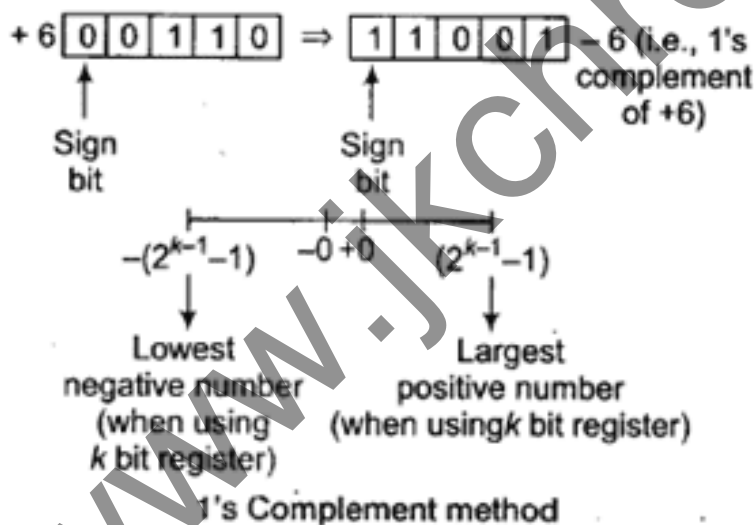 + 6 0 0 1 1 0 ⇒ 1 1 0 0 1 – 6 (i.e., 1's
complement
of +6)
Sign
bit
Sign
bit
–(2^{k–1}–1) –0 +0 (2^{k–1}–1)
Lowest
negative number
(when using
k bit register)
Largest
positive number
(when using k bit register)
1's Complement method
www.jkchr